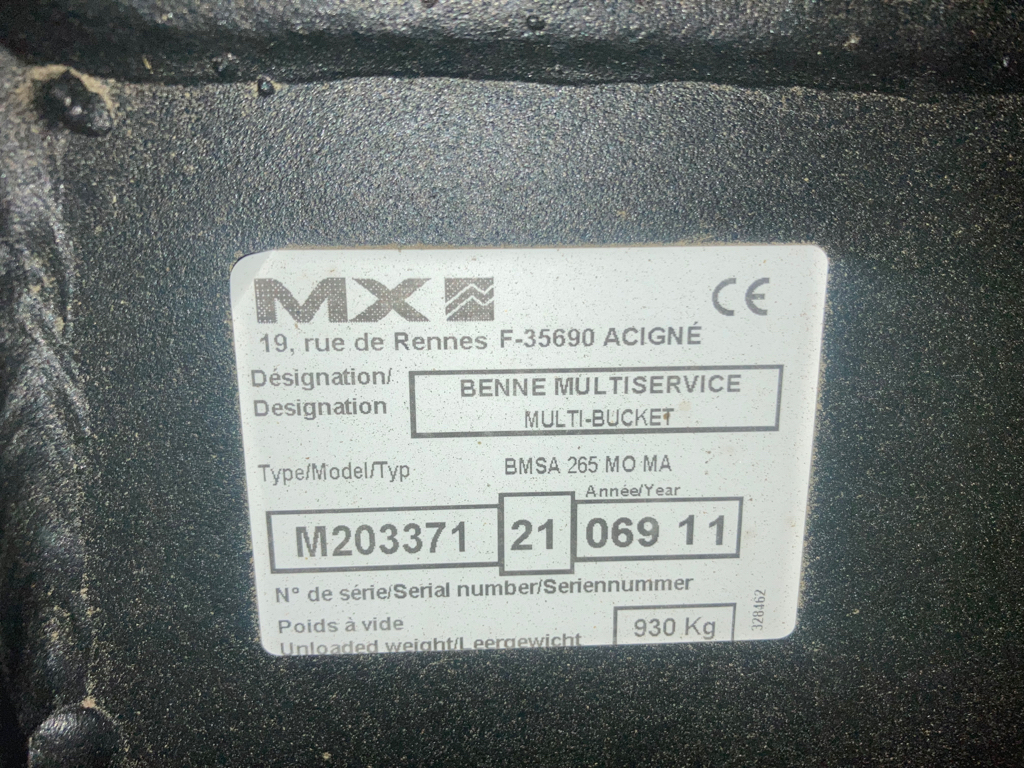 MX CE
19, rue de Rennes F-35690 ACIGNÉ
Désignation/ BENNE MULTISERVICE
Designation MULTI-BUCKET
Type/Model/Typ BMSA 265 MO MA
Année/Year
M203371 21 069 11
N° de série/Serial number/Seriennummer
Poids à vide 930 Kg
Unloaded weight/Leergewicht
328462